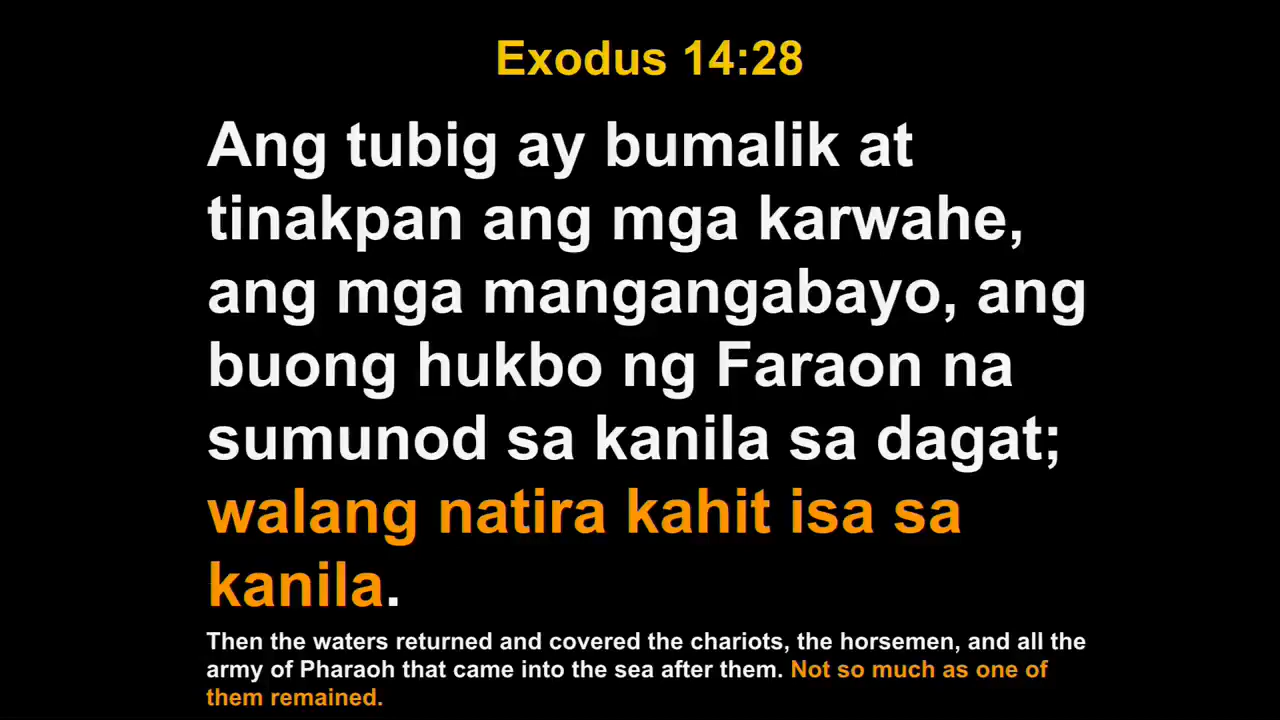 Exodus 14:28
Ang tubig ay bumalik at
tinakpan ang mga karwahe,
ang mga mangangabayo, ang
buong hukbo ng Faraon na
sumunod sa kanila sa dagat;
walang natira kahit isa sa
kanila.
Then the waters returned and covered the chariots, the horsemen, and all the
army of Pharaoh that came into the sea after them. Not so much as one of
them remained.